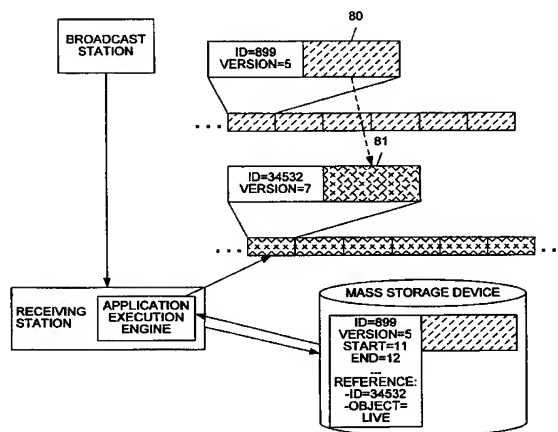 BROADCAST
STATION
80
ID=899
VERSION=5
...
81
ID=34532
VERSION=7
...
...
RECEIVING
STATION
APPLICATION
EXECUTION
ENGINE
MASS STORAGE DEVICE
ID=899
VERSION=5
START=11
END=12
...
REFERENCE:
-ID=34532
-OBJECT=
LIVE